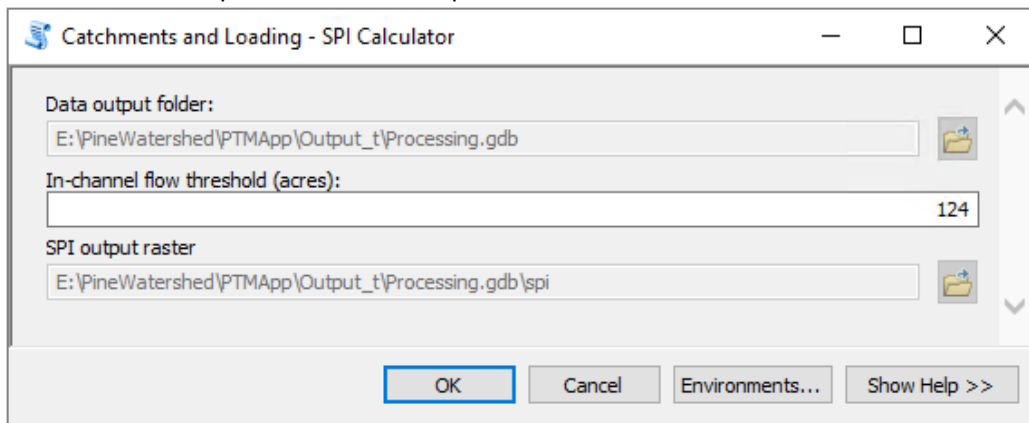 Catchments and Loading - SPI Calculator
Data output folder:
E:\PineWatershed\PTMApp\Output_t\Processing.gdb
In-channel flow threshold (acres):
124
SPI output raster
E:\PineWatershed\PTMApp\Output_t\Processing.gdb\spi
OK Cancel Environments... Show Help >>